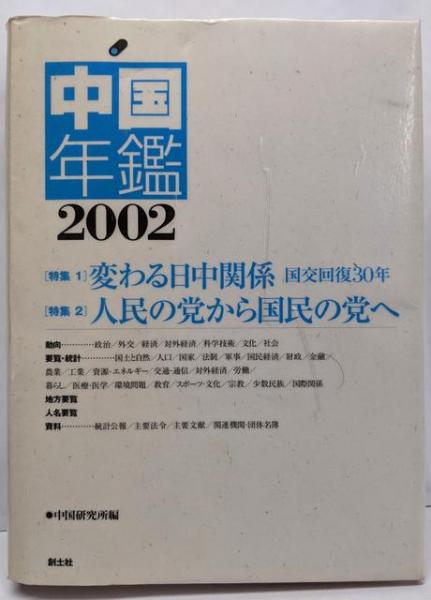 中国
年鑑
2002
[特集 1] 変わる日中関係 国交回復30年
[特集 2] 人民の党から国民の党へ
動向…………政治／外交／経済／対外経済／科学技術／文化／社会
要覧・統計…………国土と自然／人口／国家／法制／軍事／国民経済／財政／金融／
農業／工業／資源・エネルギー／交通・通信／対外経済／労働／
暮らし／医療・医学／環境問題／教育／スポーツ・文化／宗教／少数民族／国際関係
地方要覧
人名要覧
資料…………統計公報／主要法令／主要文献／関連機関・団体名簿
●中国研究所編
創土社